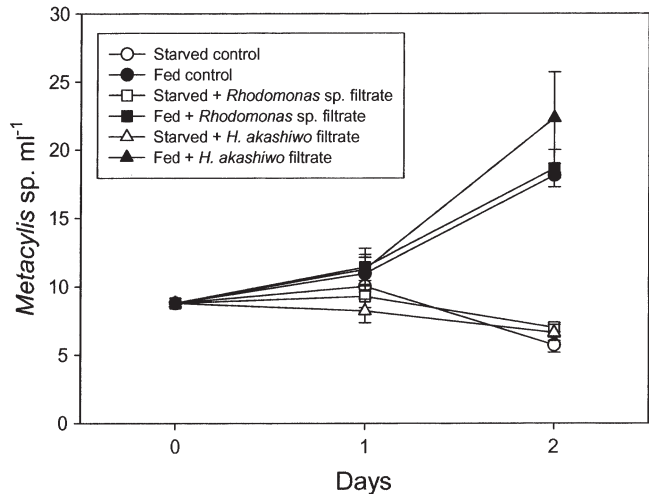 30
25
20
15
10
5
0
Metacylis sp. ml-1
Starved control
Fed control
Starved + Rhodomonas sp. filtrate
Fed + Rhodomonas sp. filtrate
Starved + H. akashiwo filtrate
Fed + H. akashiwo filtrate
0 1 2
Days